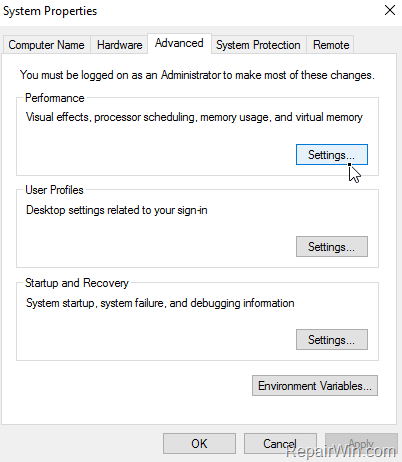 System Properties
Computer Name
Hardware
Advanced
System Protection
Remote
You must be logged on as an Administrator to make most of these changes.
Performance
Visual effects, processor scheduling, memory usage, and virtual memory
Settings...
User Profiles
Desktop settings related to your sign-in
Settings...
Startup and Recovery
System startup, system failure, and debugging information
Settings...
Environment Variables...
OK
Cancel
Apply
RepairWin.com